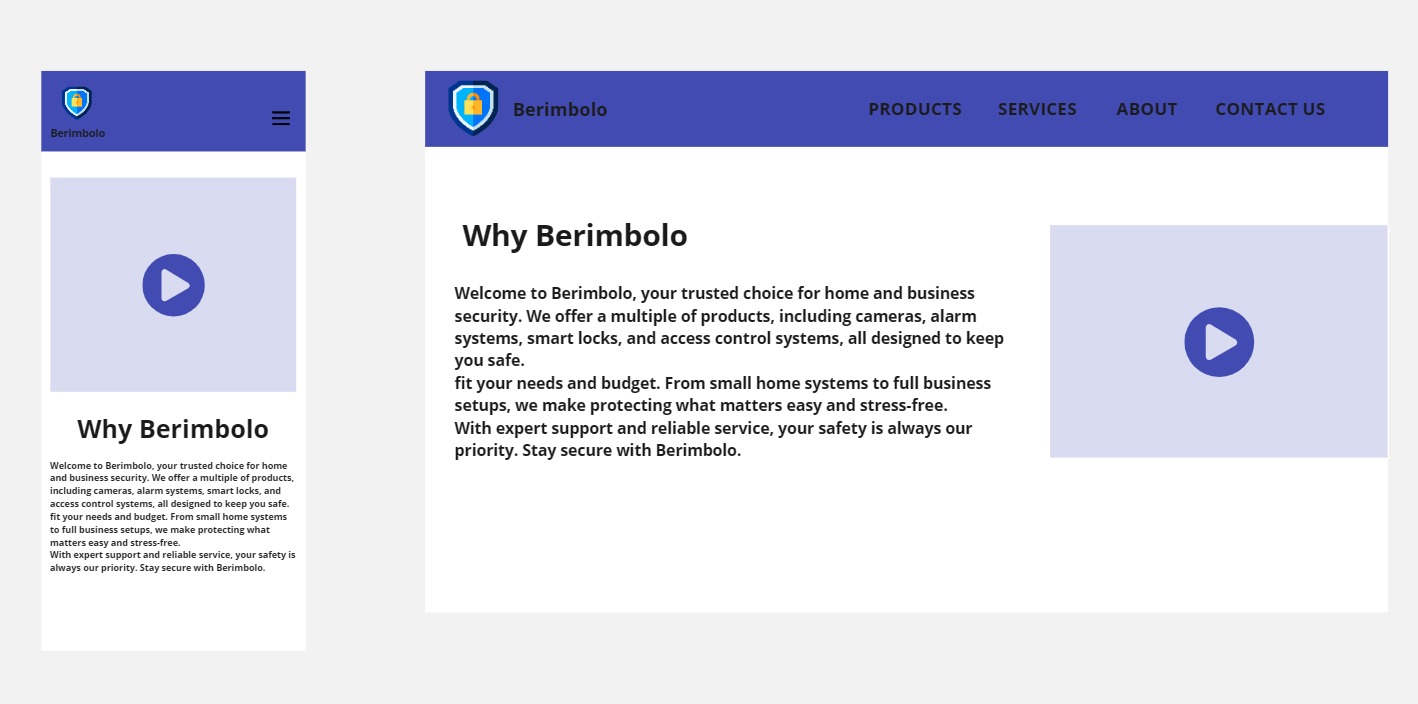 Berimbolo
Why Berimbolo
Welcome to Berimbolo, your trusted choice for home
and business security. We offer a multiple of products,
including cameras, alarm systems, smart locks, and
access control systems, all designed to keep you safe.
fit your needs and budget. From small home systems
to full business setups, we make protecting what
matters easy and stress-free.
With expert support and reliable service, your safety is
always our priority. Stay secure with Berimbolo.
Berimbolo
PRODUCTS
SERVICES
ABOUT
CONTACT US
Why Berimbolo
Welcome to Berimbolo, your trusted choice for home and business
security. We offer a multiple of products, including cameras, alarm
systems, smart locks, and access control systems, all designed to keep
you safe.
fit your needs and budget. From small home systems to full business
setups, we make protecting what matters easy and stress-free.
With expert support and reliable service, your safety is always our
priority. Stay secure with Berimbolo.